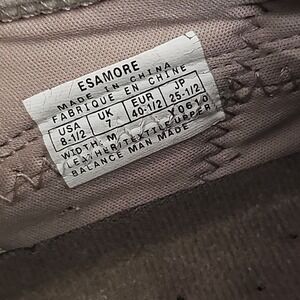 ESAMORE
MADE IN CHINA
FABRIQUE EN CHINE
USA UK EUR JP
8-1/2 7 40-1/2 25-1/2
WIDTH: M Y0610
LEATHER/TEXTILE UPPER
BALANCE MAN MADE